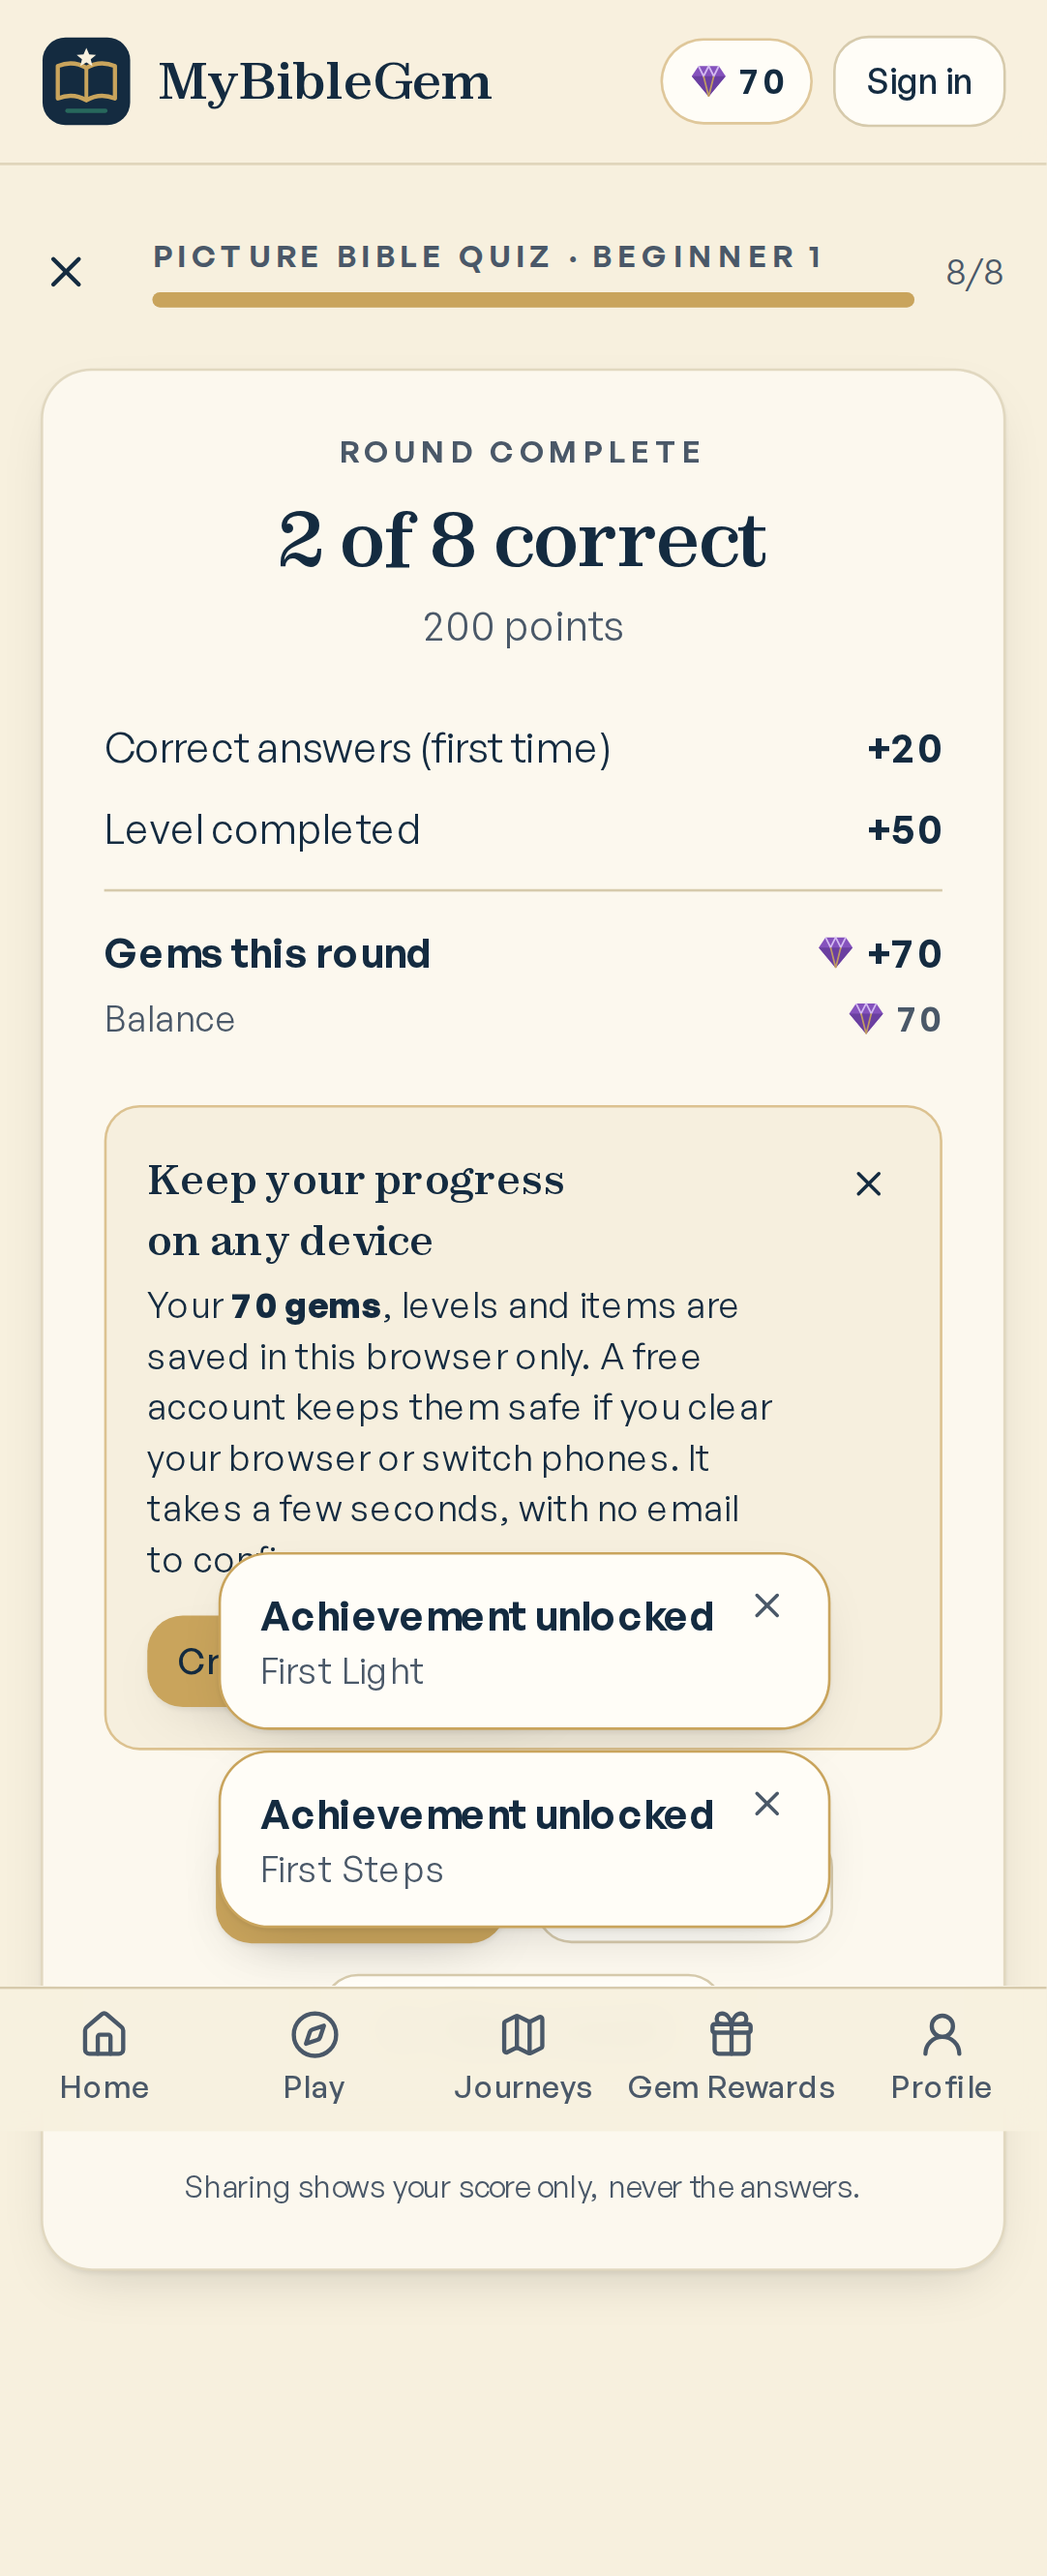 MyBibleGem
70
Sign in
PICTURE BIBLE QUIZ · BEGINNER 1
8/8
ROUND COMPLETE
2 of 8 correct
200 points
Correct answers (first time) +20
Level completed +50
Gems this round +70
Balance 70
Keep your progress
on any device
Your 70 gems, levels and items are
saved in this browser only. A free
account keeps them safe if you clear
your browser or switch phones. It
takes a few seconds, with no email
to
Achievement unlocked
First Light
Achievement unlocked
First Steps
Home
Play
Journeys
Gem Rewards
Profile
Sharing shows your score only, never the answers.